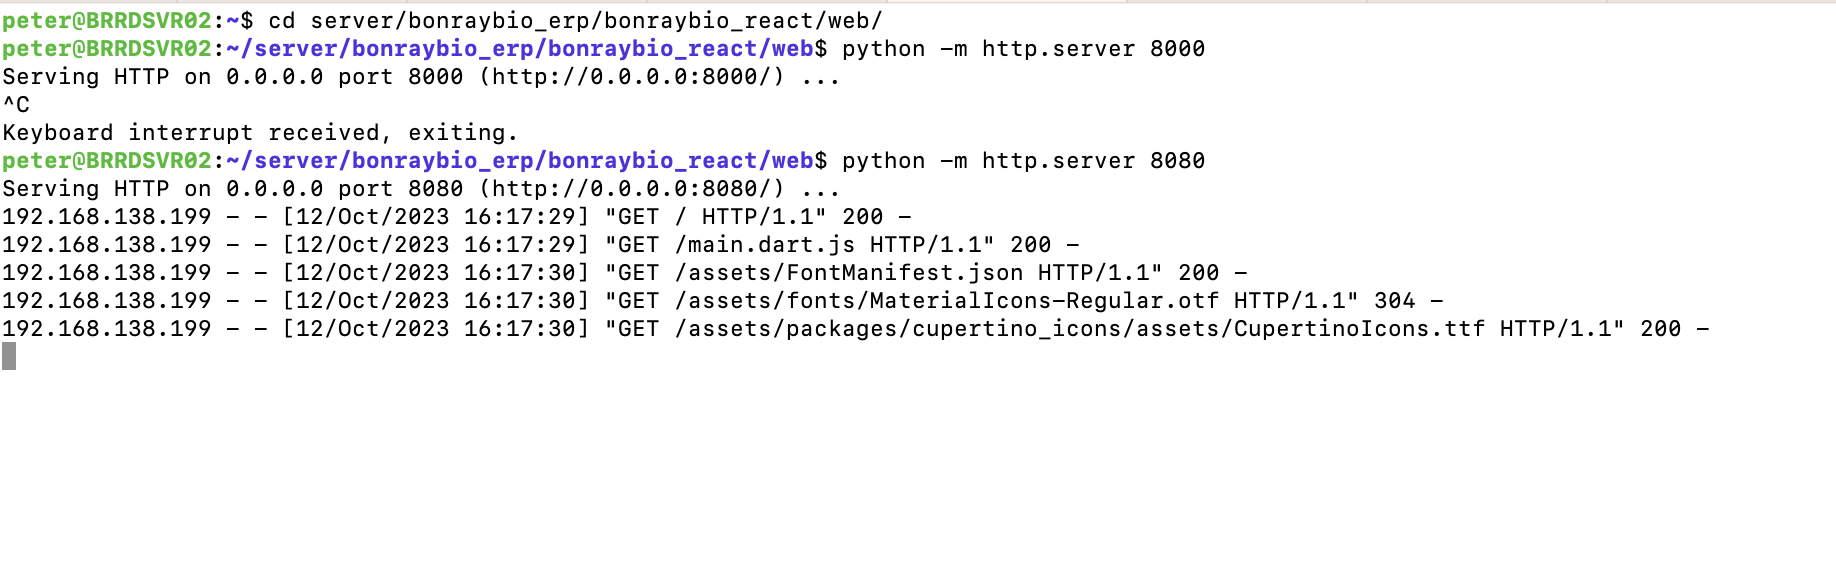 peter@BRRDSVR02:~$ cd server/bonraybio_erp/bonraybio_react/web/
peter@BRRDSVR02:~/server/bonraybio_erp/bonraybio_react/web$ python -m http.server 8000
Serving HTTP on 0.0.0.0 port 8000 (http://0.0.0.0:8000/) ...
^C
Keyboard interrupt received, exiting.
peter@BRRDSVR02:~/server/bonraybio_erp/bonraybio_react/web$ python -m http.server 8080
Serving HTTP on 0.0.0.0 port 8080 (http://0.0.0.0:8080/) ...
192.168.138.199 - - [12/Oct/2023 16:17:29] "GET / HTTP/1.1" 200 -
192.168.138.199 - - [12/Oct/2023 16:17:29] "GET /main.dart.js HTTP/1.1" 200 -
192.168.138.199 - - [12/Oct/2023 16:17:30] "GET /assets/FontManifest.json HTTP/1.1" 200 -
192.168.138.199 - - [12/Oct/2023 16:17:30] "GET /assets/fonts/MaterialIcons-Regular.otf HTTP/1.1" 304 -
192.168.138.199 - - [12/Oct/2023 16:17:30] "GET /assets/packages/cupertino_icons/assets/CupertinoIcons.ttf HTTP/1.1" 200 -